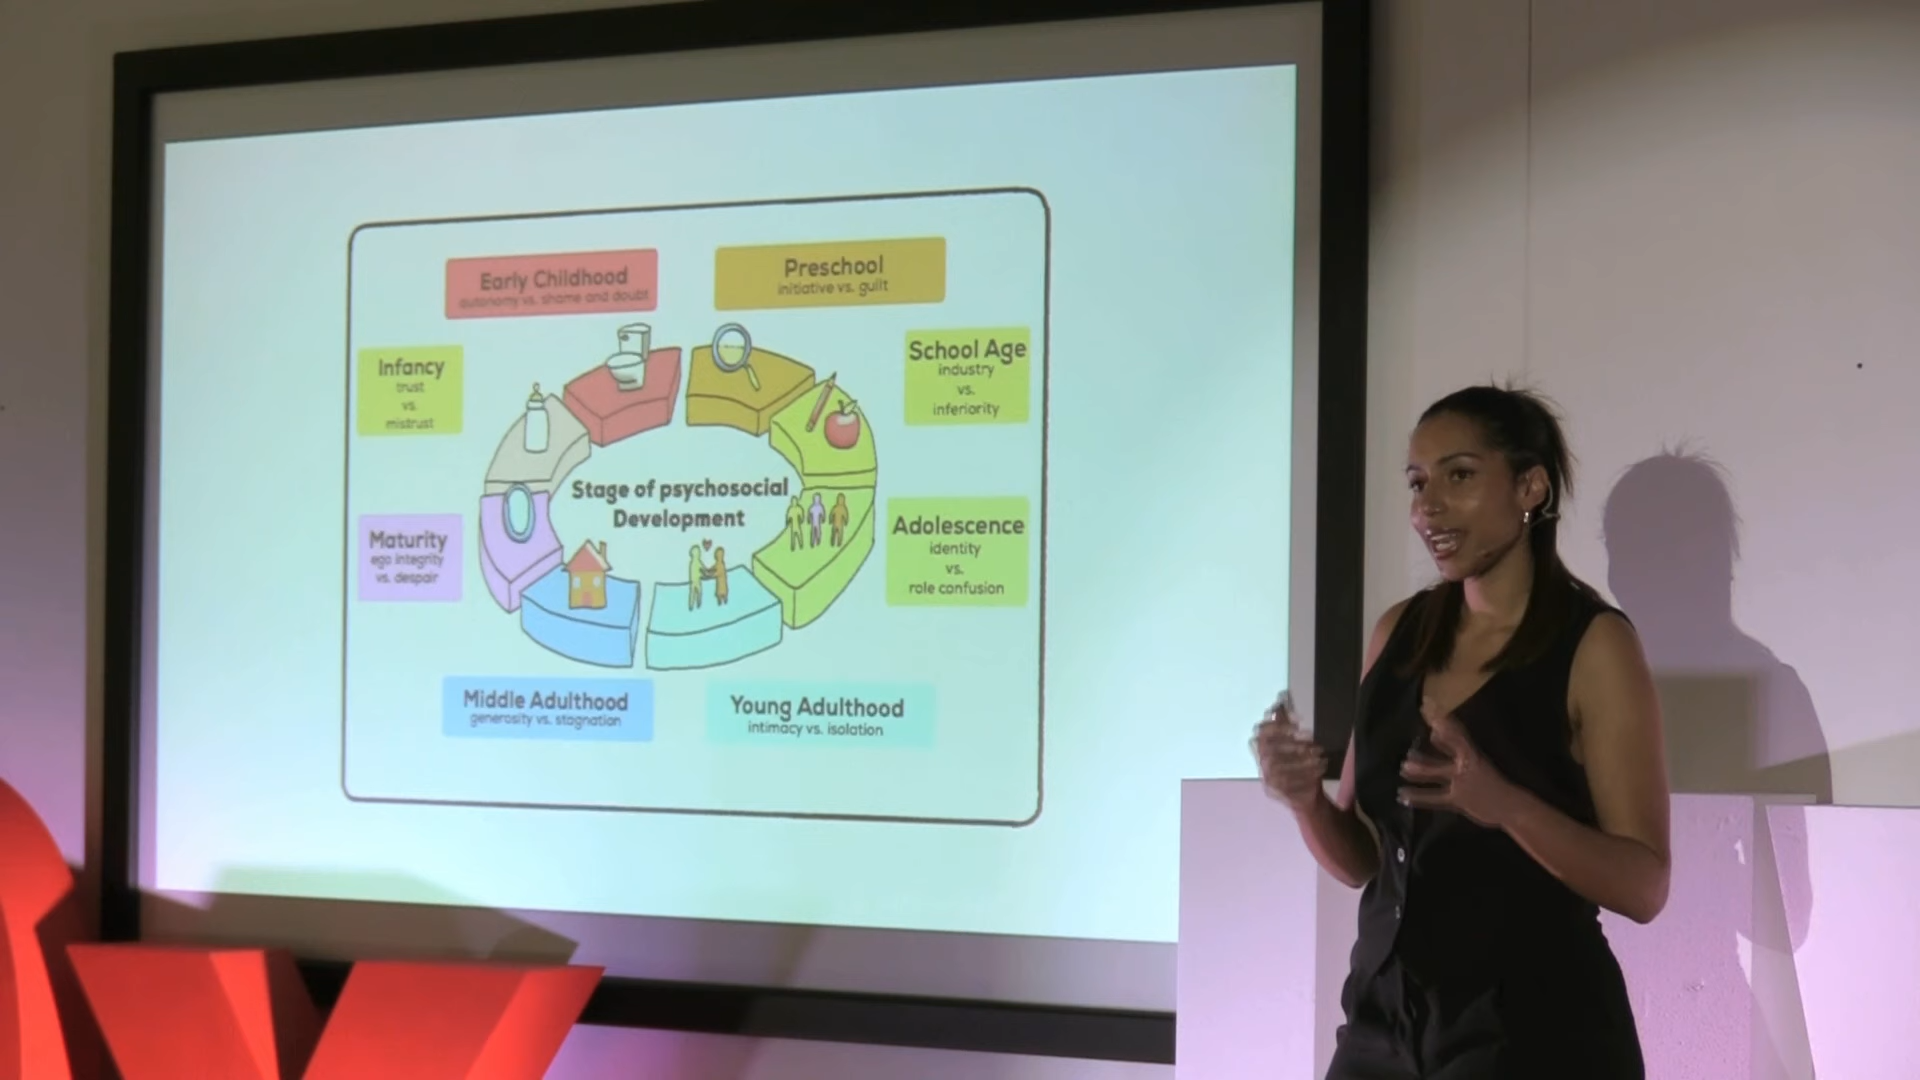 Early Childhood
autonomy vs. shame and doubt
Preschool
initiative vs. guilt
Infancy
trust
vs.
mistrust
School Age
industry
vs.
inferiority
Stage of psychosocial
Development
Maturity
ego integrity
vs. despair
Adolescence
identity
vs.
role confusion
Middle Adulthood
generosity vs. stagnation
Young Adulthood
intimacy vs. isolation